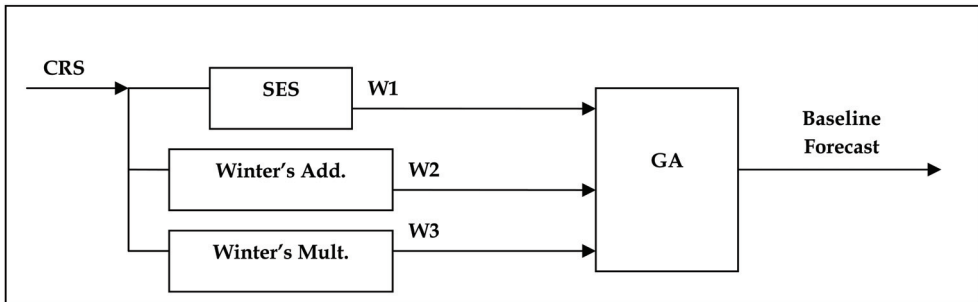 CRS
SES
W1
Winter's Add.
W2
Winter's Mult.
W3
GA
Baseline
Forecast